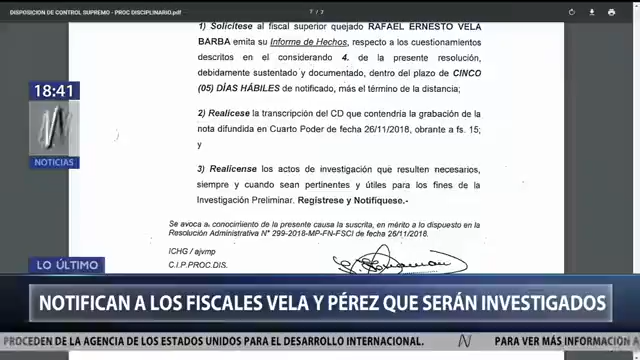 DISPOSICION DE CONTROL SUPREMO - PROC DISCIPLINARIO.pdf
7 / 7
1) Solicítese al fiscal superior quejado RAFAEL ERNESTO VELA
BARBA emita su Informe de Hechos, respecto a los cuestionamientos
descritos en el considerando 4. de la presente resolución,
debidamente sustentado y documentado, dentro del plazo de CINCO
(05) DÍAS HÁBILES de notificado, más el término de la distancia;
18:41
2) Realícese la transcripción del CD que contendría la grabación de la
nota difundida en Cuarto Poder de fecha 26/11/2018, obrante a fs. 15;
y
N
NOTICIAS
3) Realícense los actos de investigación que resulten necesarios,
siempre y cuando sean pertinentes y útiles para los fines de la
Investigación Preliminar. Regístrese y Notifíquese.-
Se avoca a conocimiento de la presente causa la suscrita, en mérito a lo dispuesto en la
Resolución Administrativa N° 299-2018-MP-FN-FSCI de fecha 26/11/2018.
ICHG / ajvmp
C.I.P.PROC.DIS.
LO ÚLTIMO
NOTIFICAN A LOS FISCALES VELA Y PÉREZ QUE SERÁN INVESTIGADOS
PROCEDEN DE LA AGENCIA DE LOS ESTADOS UNIDOS PARA EL DESARROLLO INTERNACIONAL. N PARA VER MÁS INFORMACIÓN